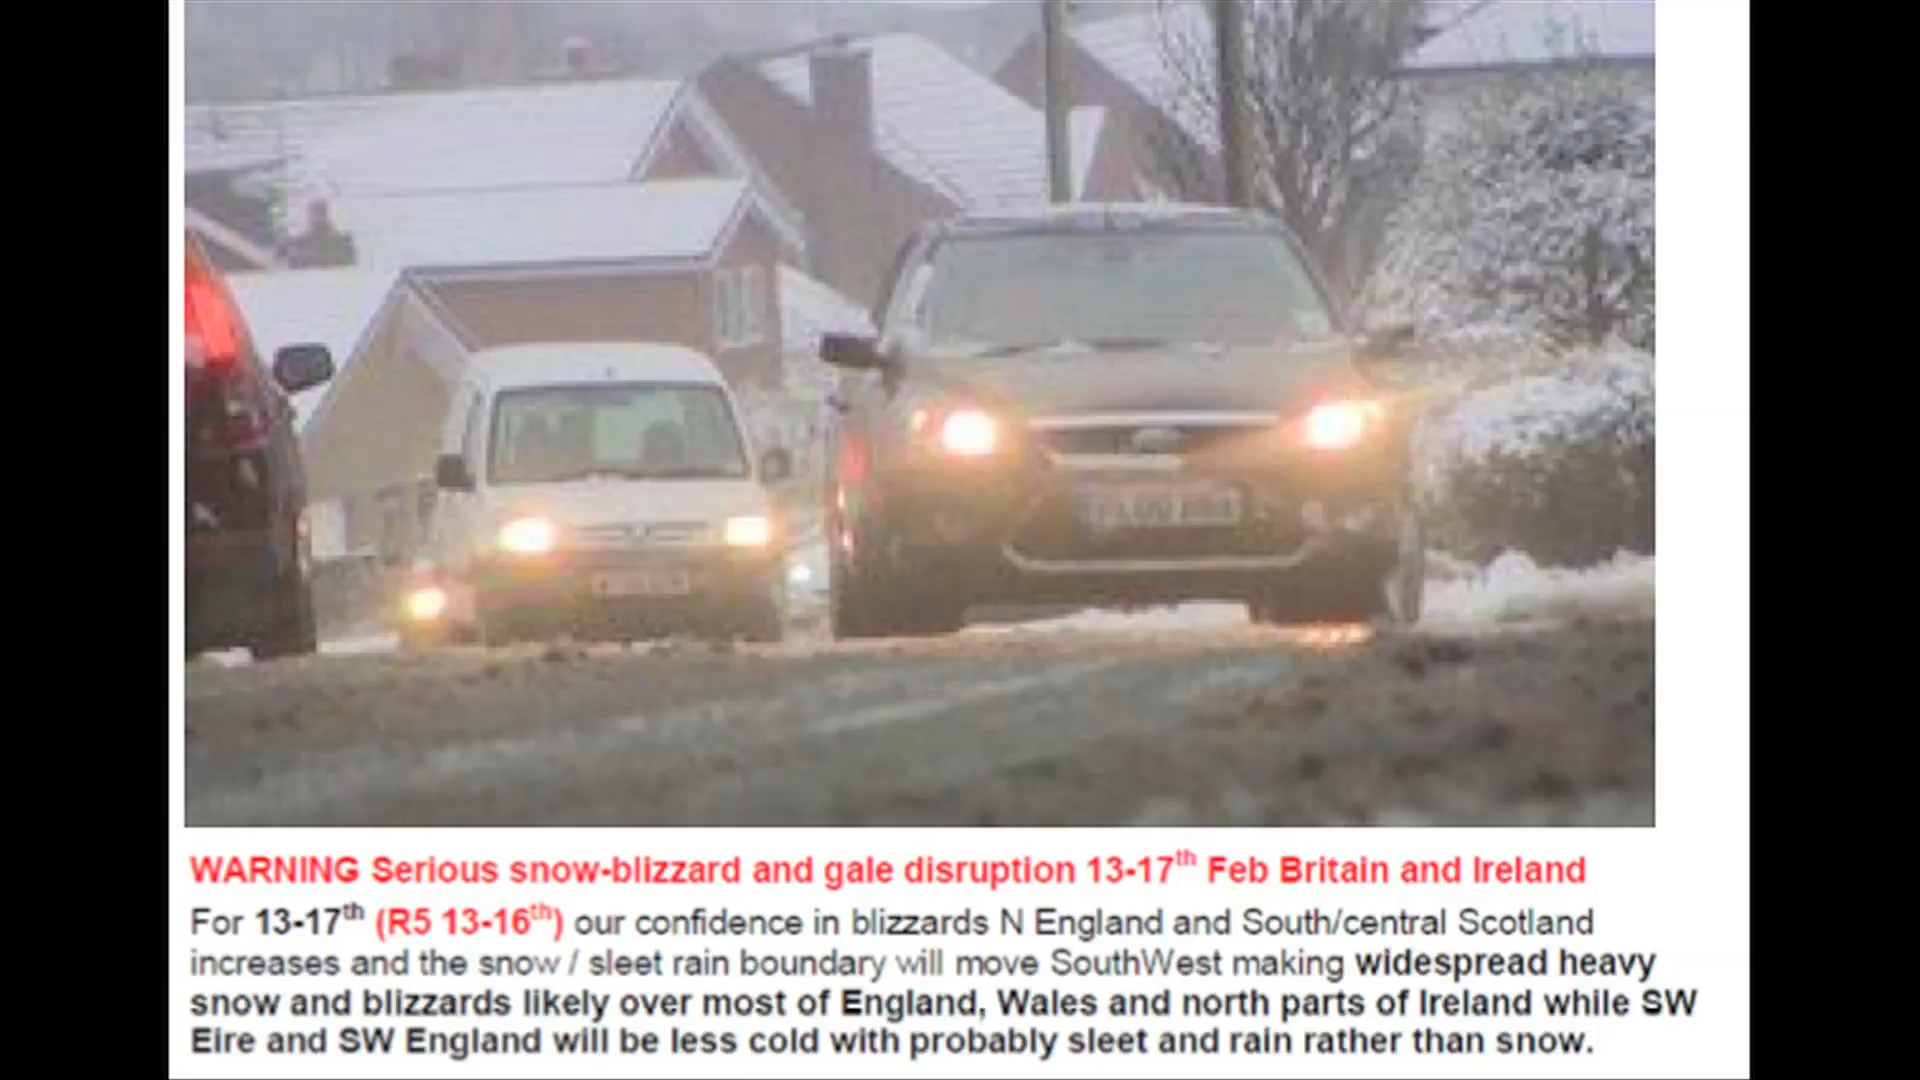 WARNING Serious snow-blizzard and gale disruption 13-17th Feb Britain and Ireland
For 13-17th (R5 13-16th) our confidence in blizzards N England and South/central Scotland
increases and the snow / sleet rain boundary will move SouthWest making widespread heavy
snow and blizzards likely over most of England, Wales and north parts of Ireland while SW
Eire and SW England will be less cold with probably sleet and rain rather than snow.